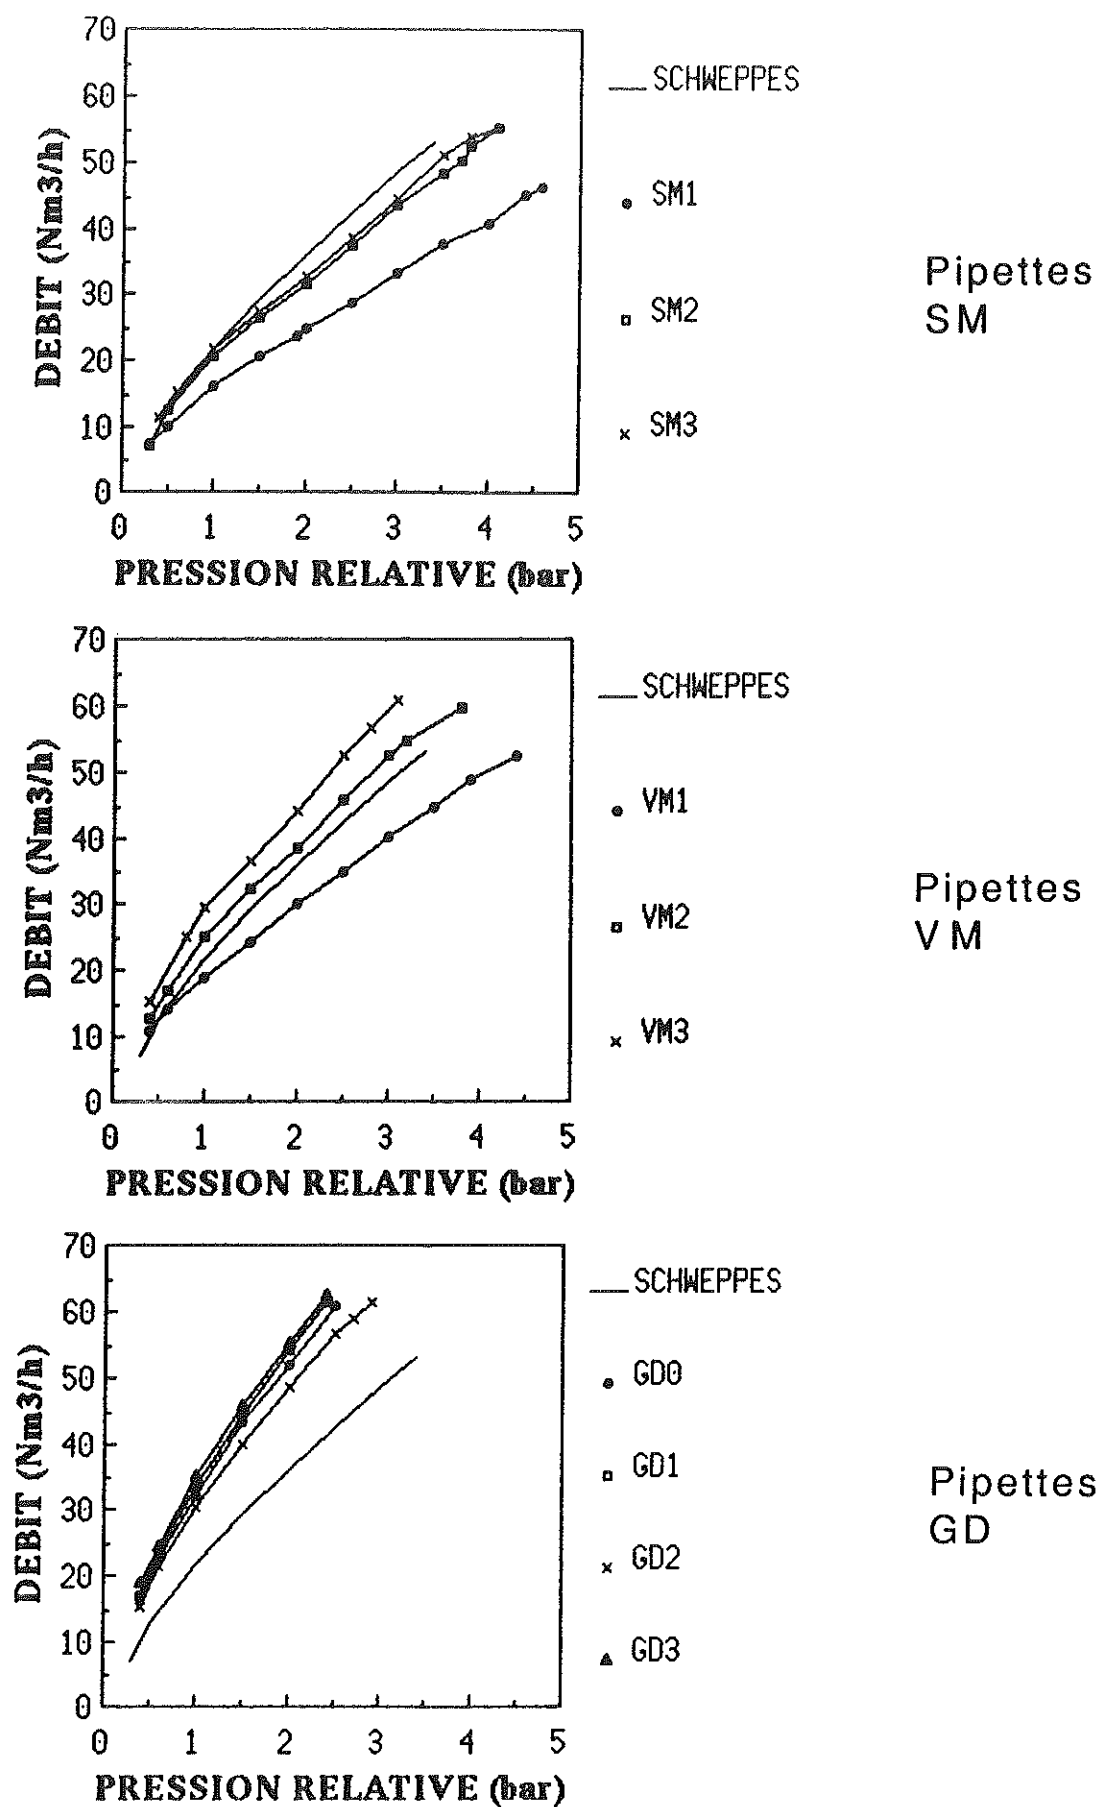 70
60
50
40
30
20
10
0
DEBIT (Nm3/h)
0 1 2 3 4 5
PRESSION RELATIVE (bar)
SCHWEPPES
SM1
SM2
SM3
Pipettes
SM
70
60
50
40
30
20
10
0
DEBIT (Nm3/h)
0 1 2 3 4 5
PRESSION RELATIVE (bar)
SCHWEPPES
VM1
VM2
VM3
Pipettes
VM
70
60
50
40
30
20
10
0
DEBIT (Nm3/h)
0 1 2 3 4 5
PRESSION RELATIVE (bar)
SCHWEPPES
GD0
GD1
GD2
GD3
Pipettes
GD